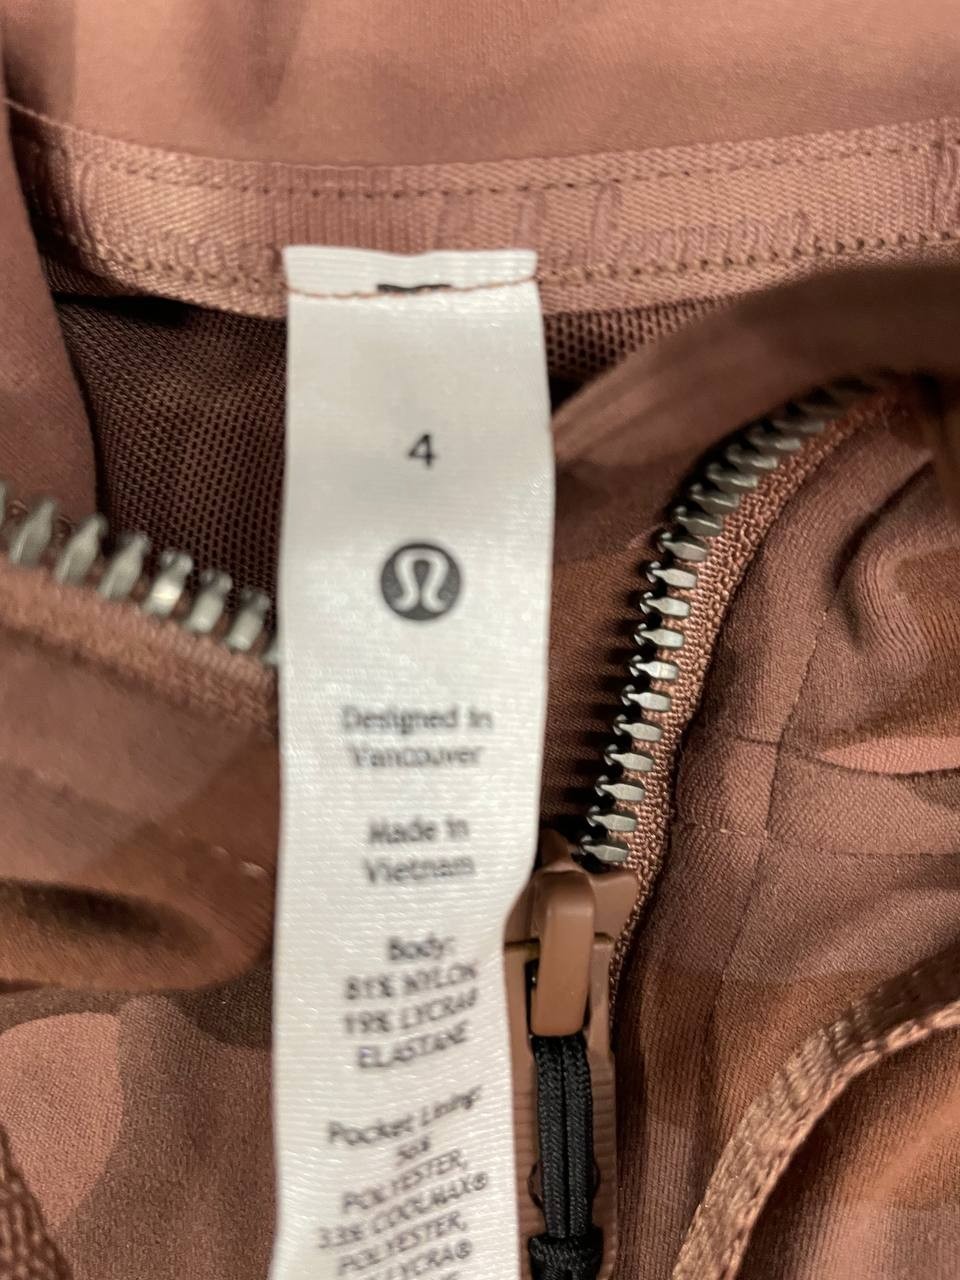 4
Designed in
Vancouver
Made in
Vietnam
Body:
81% NYLON
19% LYCRA®
ELASTANE
Pocket Lining:
POLYESTER,
33% COOLMAX®
POLYESTER,
LYCRA®